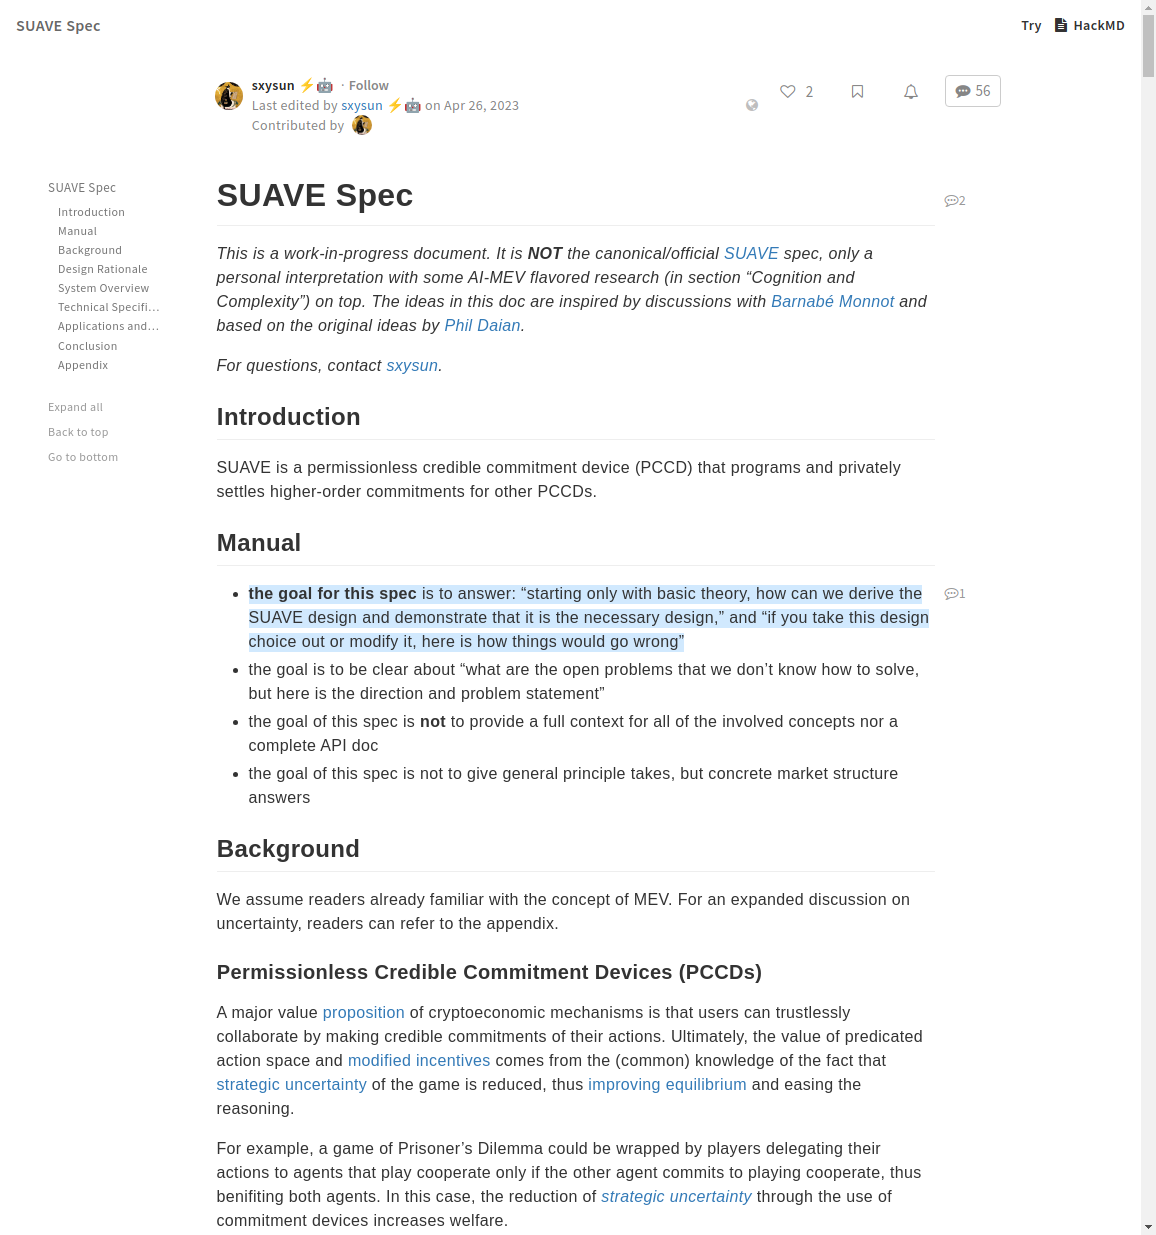 SUAVE Spec
Try HackMD
sxysun ⚡🤖 · Follow
Last edited by sxysun ⚡🤖 on Apr 26, 2023
Contributed by
2
56
SUAVE Spec
Introduction
Manual
Background
Design Rationale
System Overview
Technical Specifi…
Applications and…
Conclusion
Appendix
Expand all
Back to top
Go to bottom
SUAVE Spec
2
This is a work-in-progress document. It is NOT the canonical/official SUAVE spec, only a
personal interpretation with some AI-MEV flavored research (in section “Cognition and
Complexity”) on top. The ideas in this doc are inspired by discussions with Barnabé Monnot and
based on the original ideas by Phil Daian.
For questions, contact sxysun.
Introduction
SUAVE is a permissionless credible commitment device (PCCD) that programs and privately
settles higher-order commitments for other PCCDs.
Manual
• the goal for this spec is to answer: “starting only with basic theory, how can we derive the
SUAVE design and demonstrate that it is the necessary design,” and “if you take this design
choice out or modify it, here is how things would go wrong”
1
• the goal is to be clear about “what are the open problems that we don’t know how to solve,
but here is the direction and problem statement”
• the goal of this spec is not to provide a full context for all of the involved concepts nor a
complete API doc
• the goal of this spec is not to give general principle takes, but concrete market structure
answers
Background
We assume readers already familiar with the concept of MEV. For an expanded discussion on
uncertainty, readers can refer to the appendix.
Permissionless Credible Commitment Devices (PCCDs)
A major value proposition of cryptoeconomic mechanisms is that users can trustlessly
collaborate by making credible commitments of their actions. Ultimately, the value of predicated
action space and modified incentives comes from the (common) knowledge of the fact that
strategic uncertainty of the game is reduced, thus improving equilibrium and easing the
reasoning.
For example, a game of Prisoner’s Dilemma could be wrapped by players delegating their
actions to agents that play cooperate only if the other agent commits to playing cooperate, thus
benifiting both agents. In this case, the reduction of strategic uncertainty through the use of
commitment devices increases welfare.